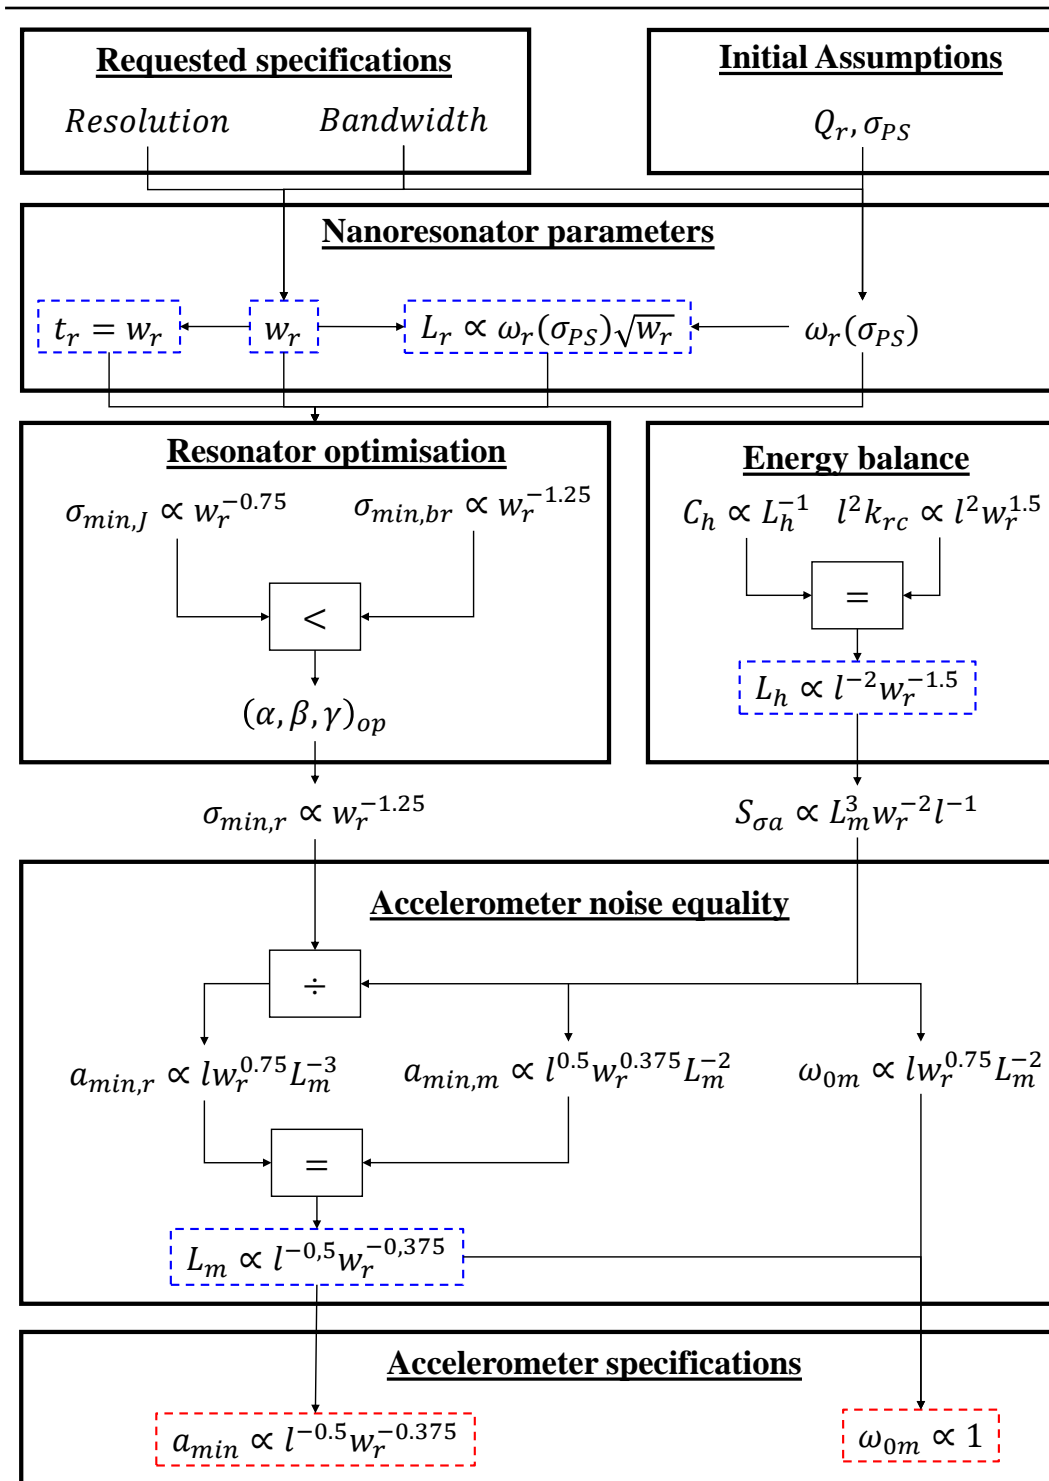 Requested specifications
Initial Assumptions
Resolution Bandwidth
Q_r, σ_PS
Nanoresonator parameters
t_r = w_r
w_r
L_r ∝ ω_r(σ_PS)√w_r
ω_r(σ_PS)
Resonator optimisation
σ_min,J ∝ w_r^−0.75
σ_min,br ∝ w_r^−1.25
<
(α, β, γ)_op
Energy balance
C_h ∝ L_h^−1
l^2 k_rc ∝ l^2 w_r^1.5
=
L_h ∝ l^−2 w_r^−1.5
σ_min,r ∝ w_r^−1.25
S_σa ∝ L_m^3 w_r^−2 l^−1
Accelerometer noise equality
÷
a_min,r ∝ l w_r^0.75 L_m^−3
a_min,m ∝ l^0.5 w_r^0.375 L_m^−2
ω_0m ∝ l w_r^0.75 L_m^−2
=
L_m ∝ l^−0,5 w_r^−0,375
Accelerometer specifications
a_min ∝ l^−0.5 w_r^−0.375
ω_0m ∝ 1